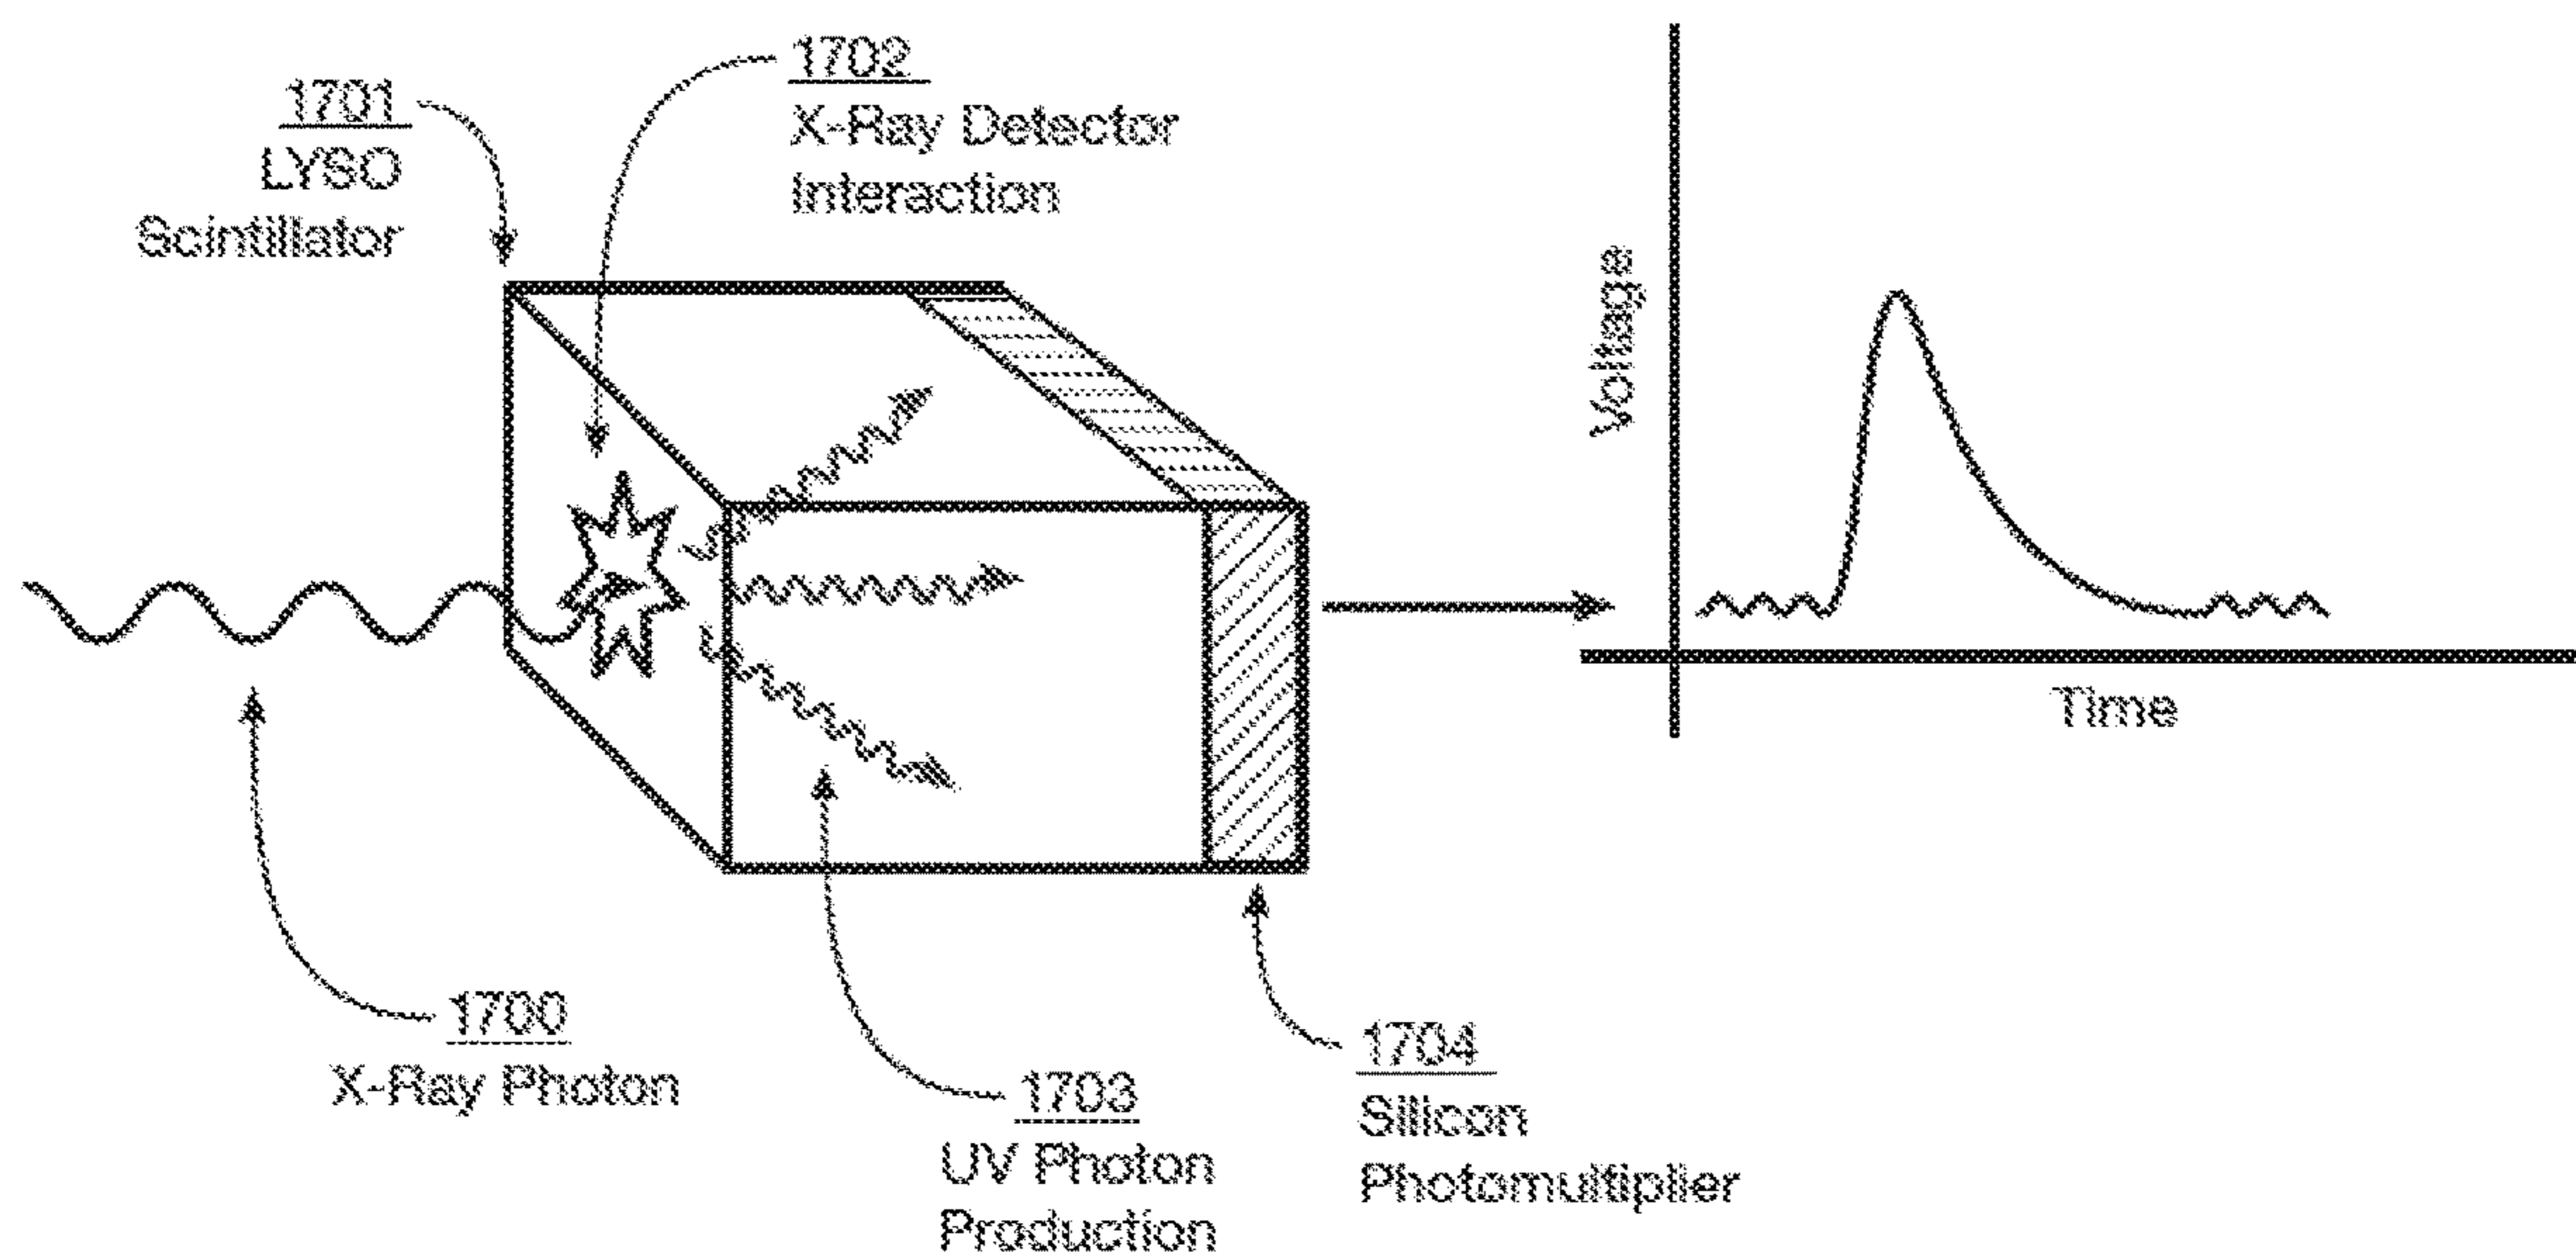 1702
X-Ray Detector
Interaction
1701
LYSO
Scintillator
Voltage
Time
1700
X-Ray Photon
1703
UV Photon
Production
1704
Silicon
Photomultiplier